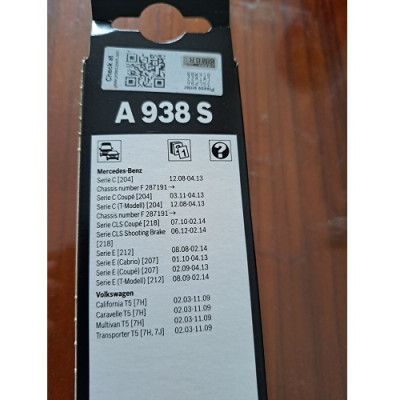 Check at
A 938 S
Mercedes-Benz
Serie C [204] 12.08-04.13
Chassis number F 287191 →
Serie C Coupé [204] 03.11-04.13
Serie C (T-Modell) [204] 12.08-04.13
Chassis number F 287191 →
Serie CLS Coupé [218] 07.10-02.14
Serie CLS Shooting Brake 06.12-02.14
[218]
Serie E [212] 08.08-02.14
Serie E (Cabrio) [207] 01.10-04.13
Serie E (Coupé) [207] 02.09-04.13
Serie E (T-Modell) [212] 08.09-02.14
Volkswagen
California T5 [7H] 02.03-11.09
Caravelle T5 [7H] 02.03-11.09
Multivan T5 [7H] 02.03-11.09
Transporter T5 [7H, 7J] 02.03-11.09